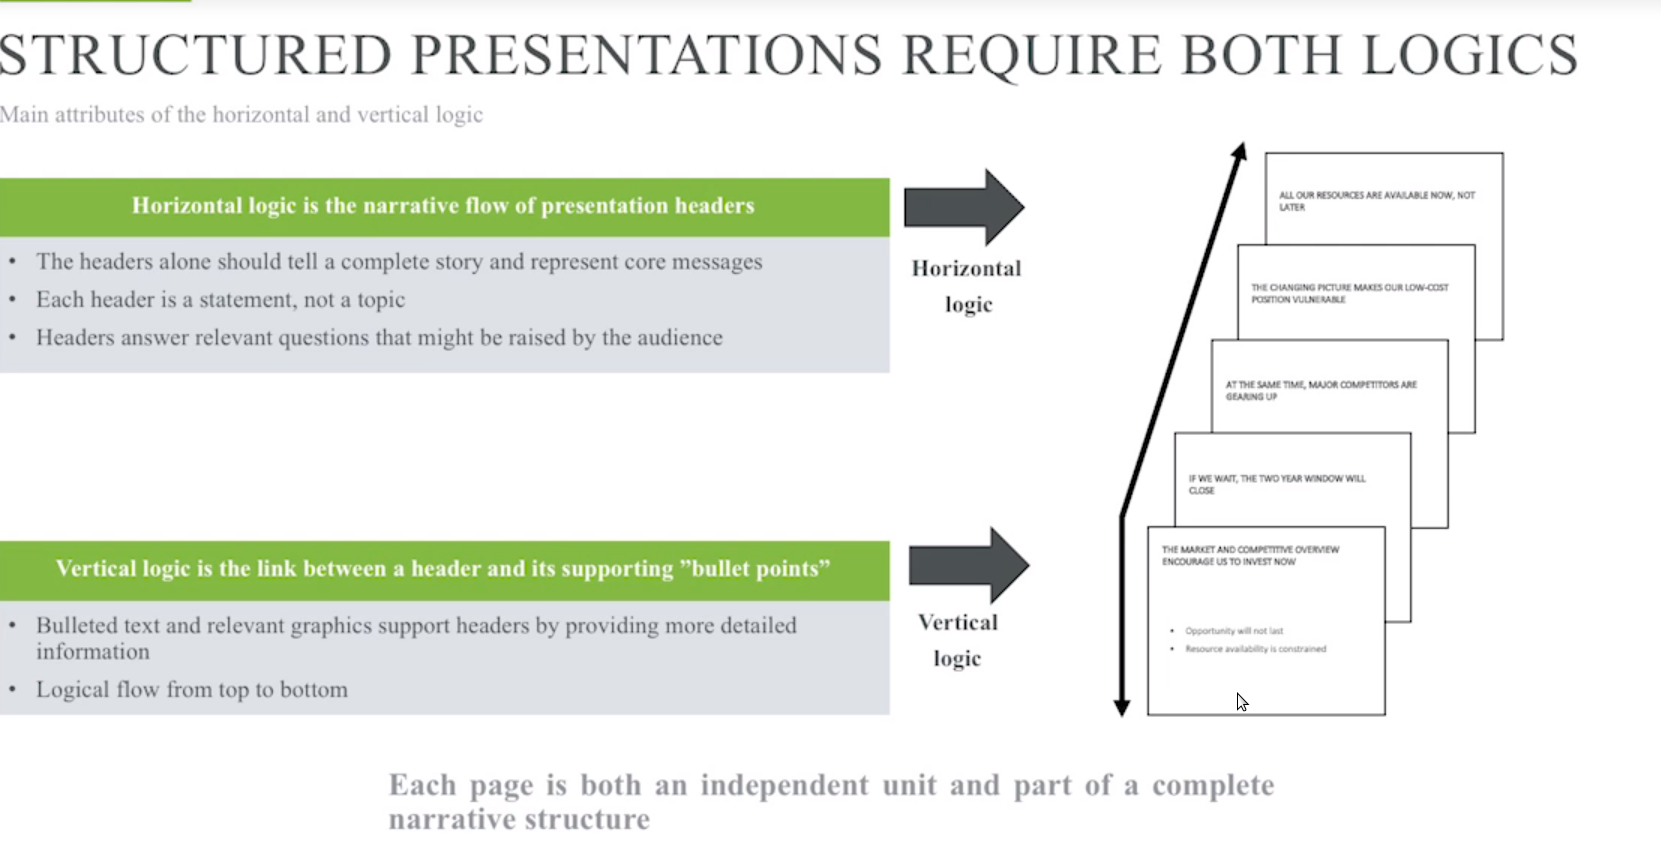 STRUCTURED PRESENTATIONS REQUIRE BOTH LOGICS
Main attributes of the horizontal and vertical logic
Horizontal logic is the narrative flow of presentation headers
• The headers alone should tell a complete story and represent core messages
• Each header is a statement, not a topic
• Headers answer relevant questions that might be raised by the audience
Horizontal
logic
Vertical logic is the link between a header and its supporting ”bullet points”
• Bulleted text and relevant graphics support headers by providing more detailed
information
• Logical flow from top to bottom
Vertical
logic
ALL OUR RESOURCES ARE AVAILABLE NOW, NOT
LATER
THE CHANGING PICTURE MAKES OUR LOW-COST
POSITION VULNERABLE
AT THE SAME TIME, MAJOR COMPETITORS ARE
GEARING UP
IF WE WAIT, THE TWO YEAR WINDOW WILL
CLOSE
THE MARKET AND COMPETITIVE OVERVIEW
ENCOURAGE US TO INVEST NOW
• Opportunity will not last
• Resource availability is constrained
Each page is both an independent unit and part of a complete
narrative structure